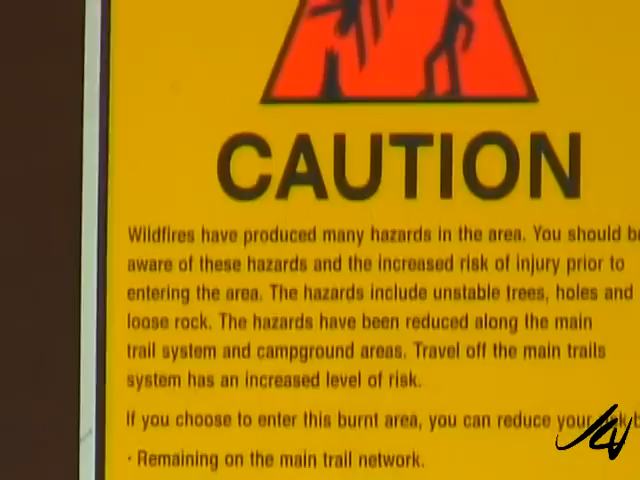 CAUTION
Wildfires have produced many hazards in the area. You should b
aware of these hazards and the increased risk of injury prior to
entering the area. The hazards include unstable trees, holes and
loose rock. The hazards have been reduced along the main
trail system and campground areas. Travel off the main trails
system has an increased level of risk.
If you choose to enter this burnt area, you can reduce your risk b
· Remaining on the main trail network.